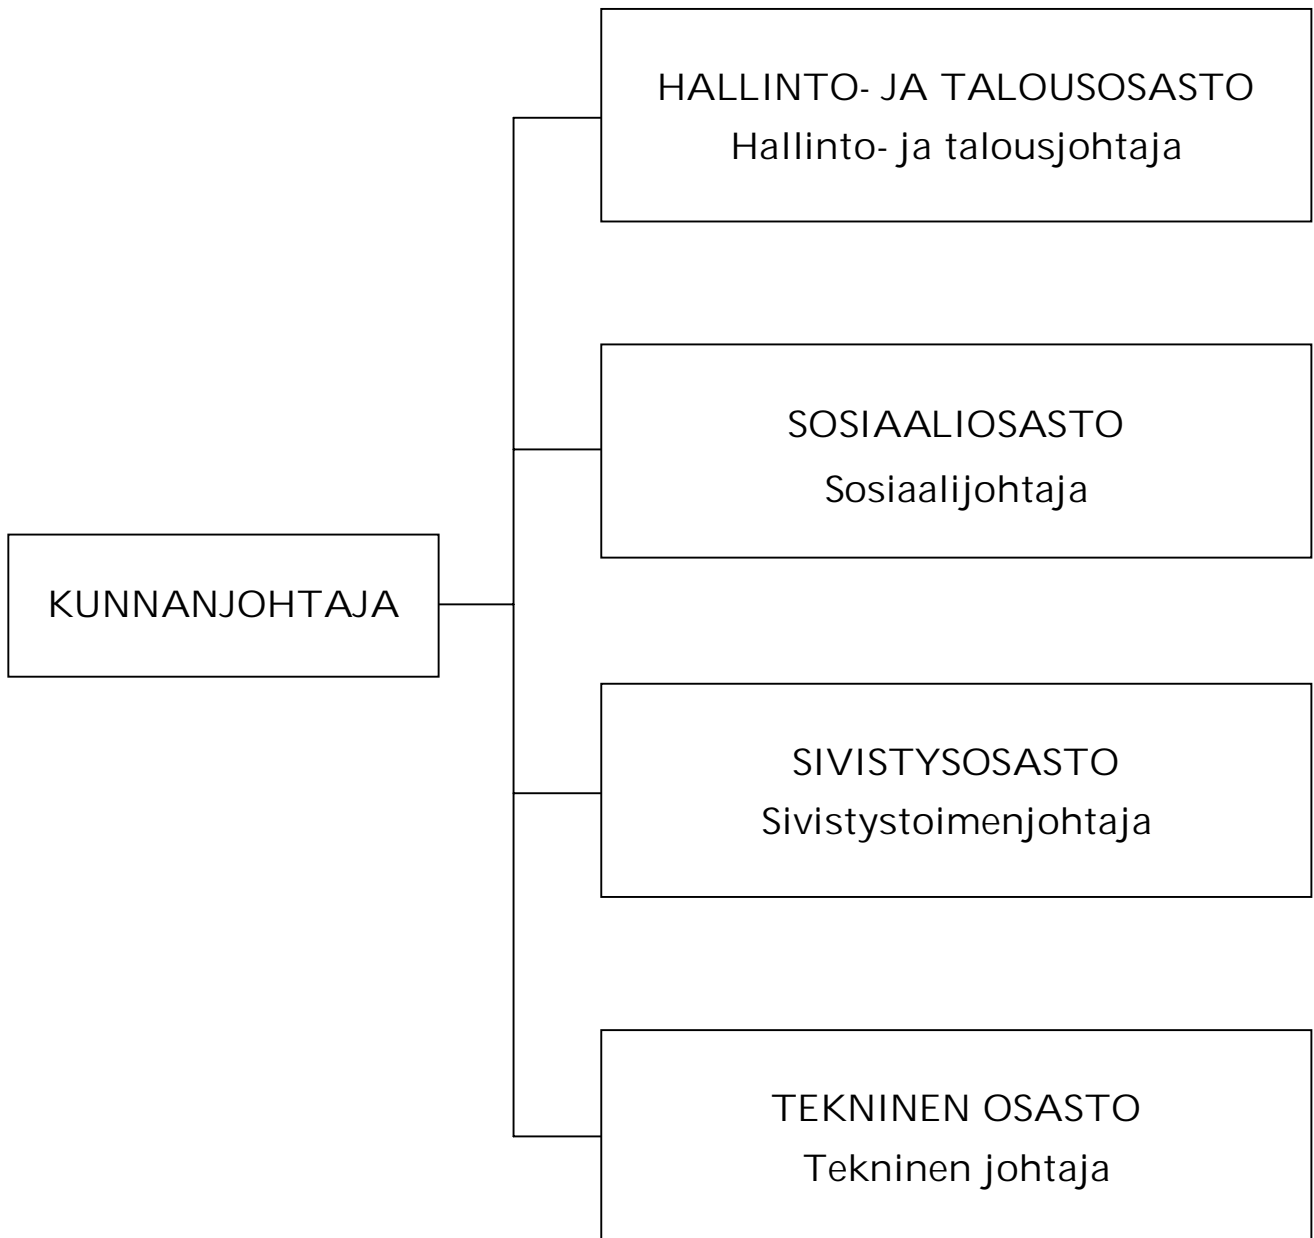 HALLINTO- JA TALOUSOSASTO
Hallinto- ja talousjohtaja
SOSIAALIOSASTO
Sosiaalijohtaja
KUNNANJOHTAJA
SIVISTYSOSASTO
Sivistystoimenjohtaja
TEKNINEN OSASTO
Tekninen johtaja